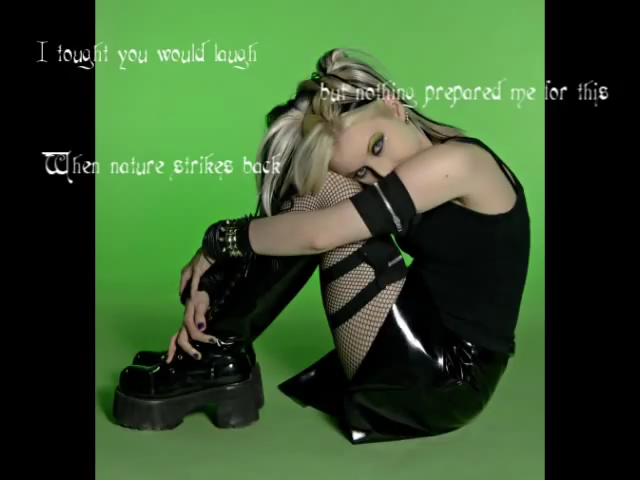 I tought you would laugh
but nothing prepared me for this
When nature strikes back